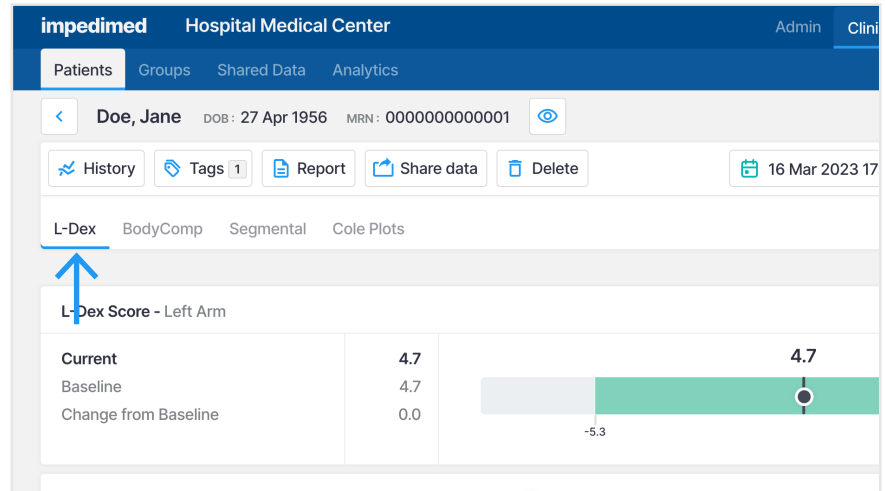 impedimed Hospital Medical Center Admin Clini
Patients Groups Shared Data Analytics
Doe, Jane DOB : 27 Apr 1956 MRN : 0000000000001
History Tags 1 Report Share data Delete 16 Mar 2023 17
L-Dex BodyComp Segmental Cole Plots
L-Dex Score - Left Arm
Current 4.7 4.7
Baseline 4.7
Change from Baseline 0.0
-5.3